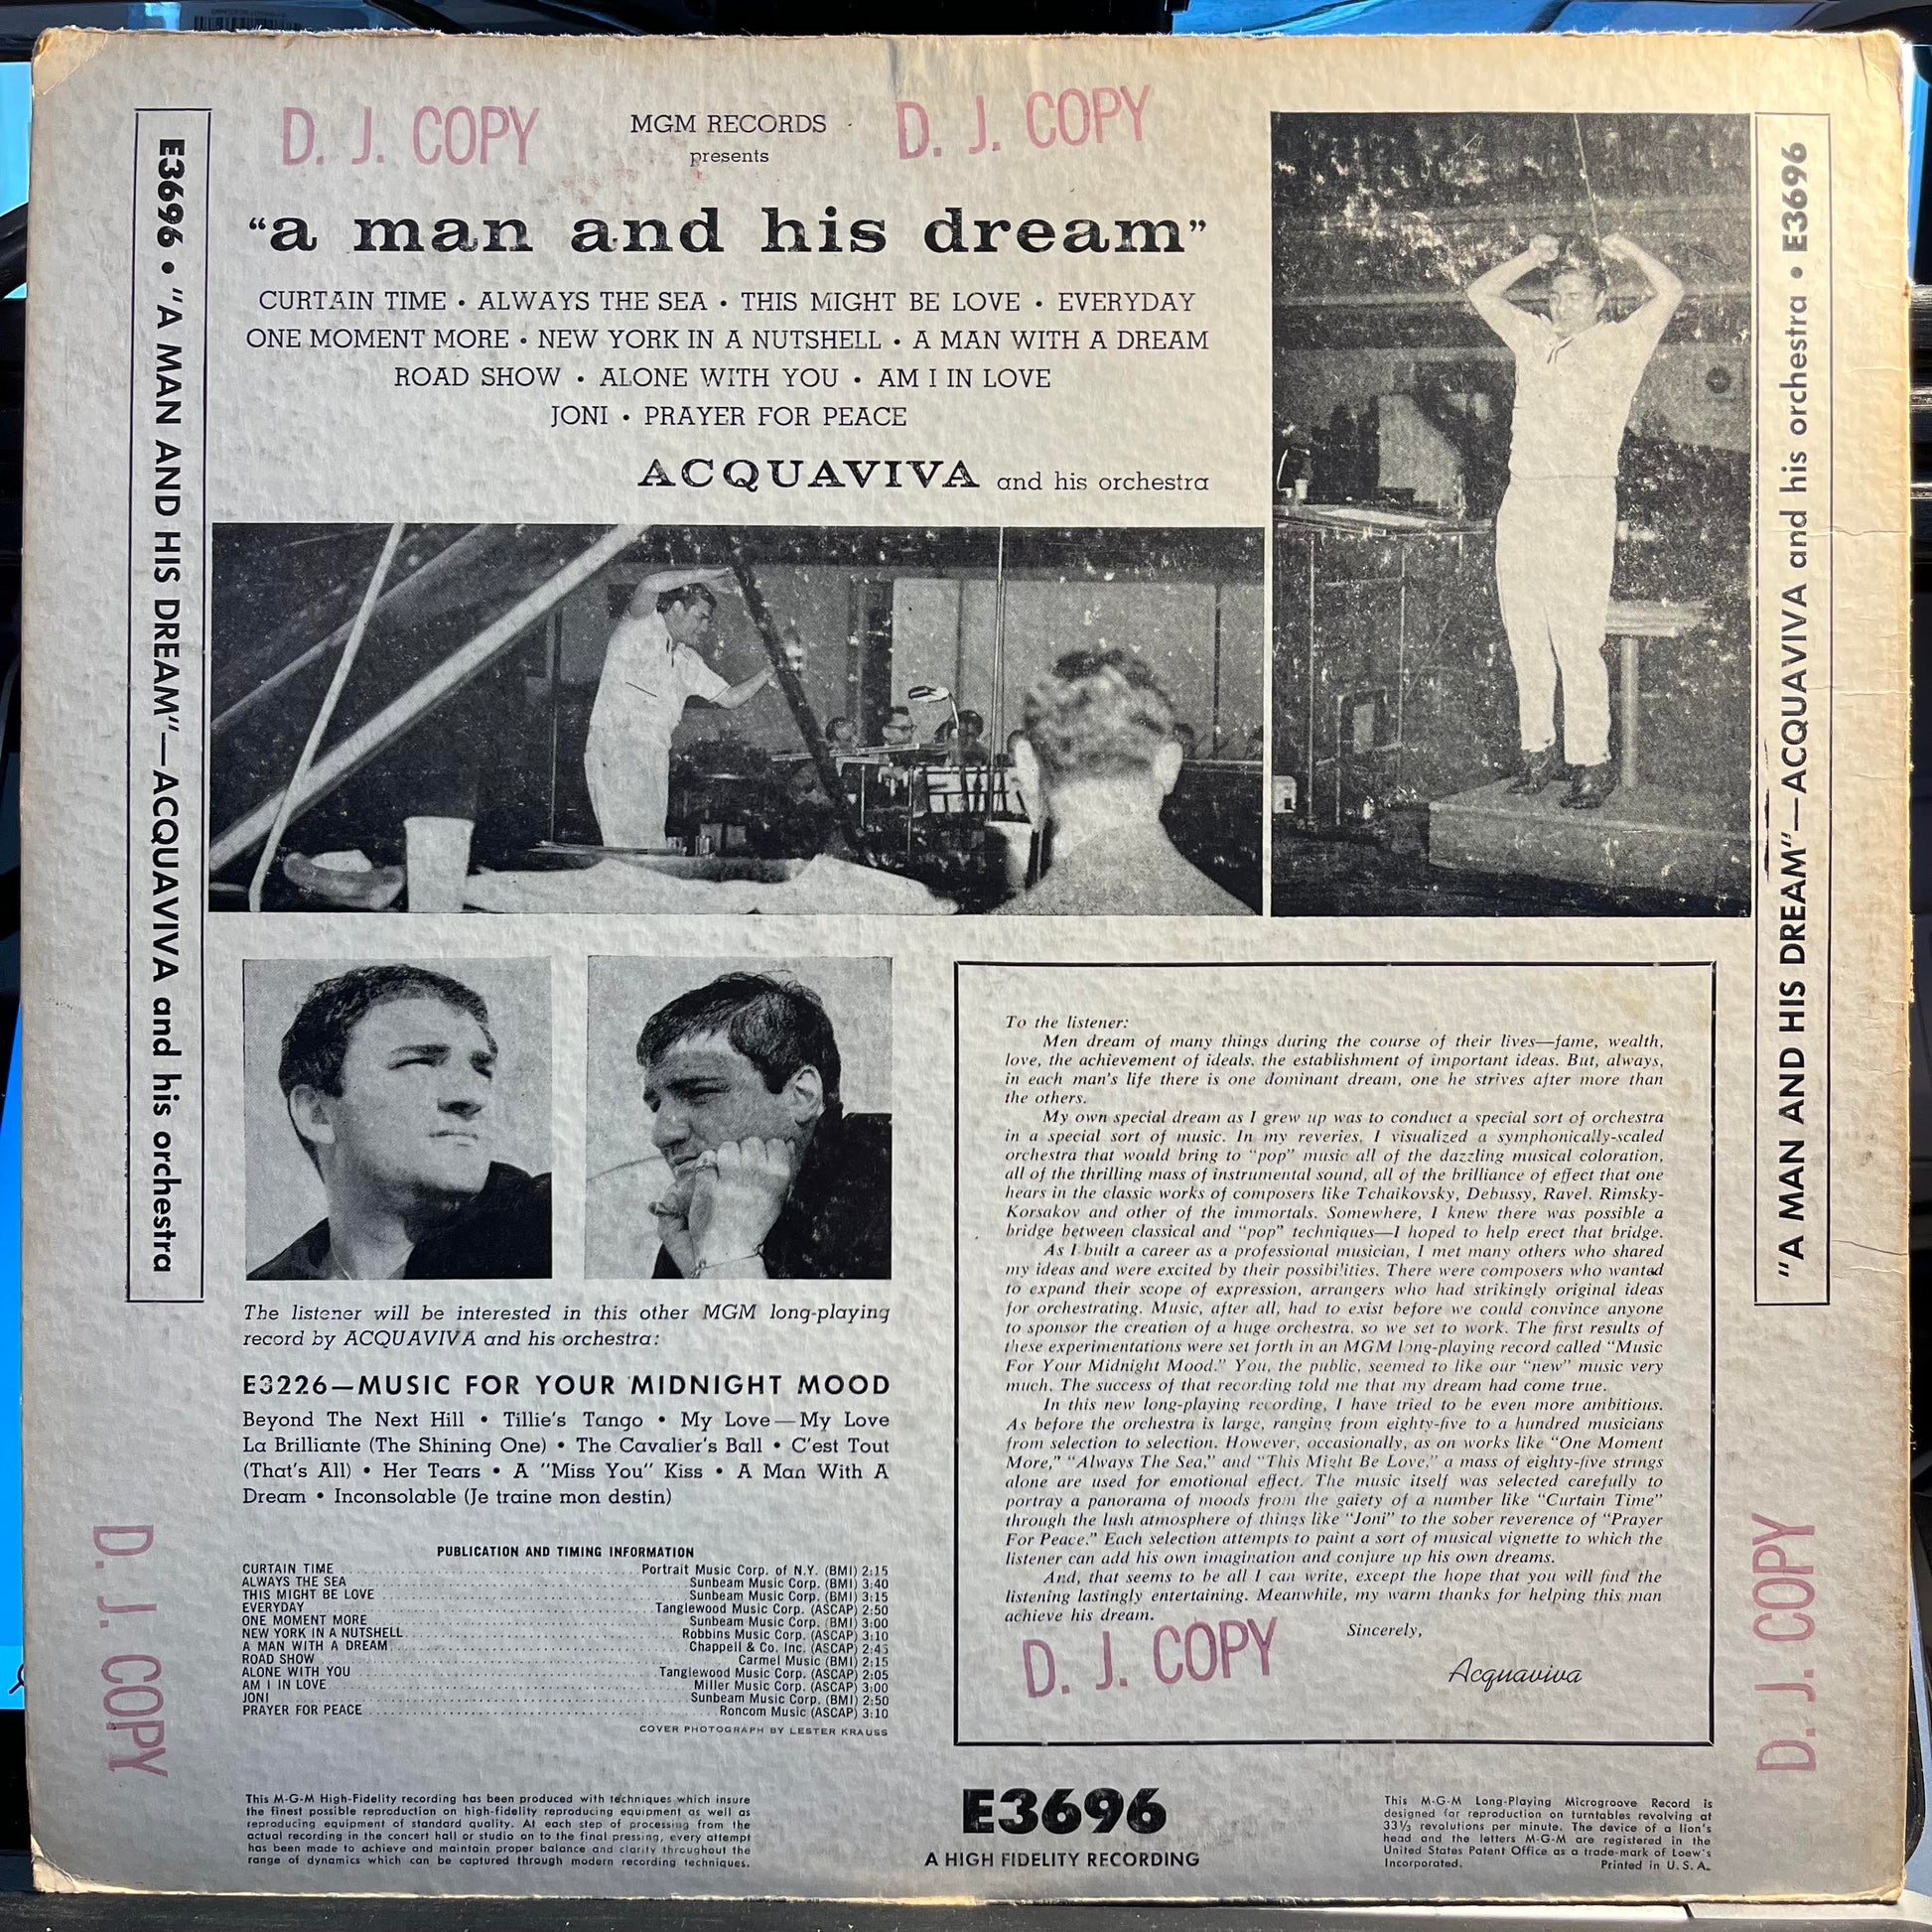 D. J. COPY
MGM RECORDS
D. J. COPY
presents
"a man and his dream"
CURTAIN TIME • ALWAYS THE SEA • THIS MIGHT BE LOVE • EVERYDAY
ONE MOMENT MORE • NEW YORK IN A NUTSHELL • A MAN WITH A DREAM
ROAD SHOW • ALONE WITH YOU • AM I IN LOVE
JONI • PRAYER FOR PEACE
ACQUAVIVA and his orchestra
E3696 • "A MAN AND HIS DREAM"—ACQUAVIVA and his orchestra
"A MAN AND HIS DREAM"—ACQUAVIVA and his orchestra • E3696
The listener will be interested in this other MGM long-playing
record by ACQUAVIVA and his orchestra:
E3226—MUSIC FOR YOUR MIDNIGHT MOOD
Beyond The Next Hill • Tillie's Tango • My Love—My Love
La Brilliante (The Shining One) • The Cavalier's Ball • C'est Tout
(That's All) • Her Tears • A "Miss You" Kiss • A Man With A
Dream • Inconsolable (Je traine mon destin)
PUBLICATION AND TIMING INFORMATION
CURTAIN TIME Portrait Music Corp. of N.Y. (BMI) 2:15
ALWAYS THE SEA Sunbeam Music Corp. (BMI) 3:40
THIS MIGHT BE LOVE Sunbeam Music Corp. (BMI) 3:15
EVERYDAY Tanglewood Music Corp. (ASCAP) 2:50
ONE MOMENT MORE Sunbeam Music Corp. (BMI) 3:00
NEW YORK IN A NUTSHELL Robbins Music Corp. (ASCAP) 3:10
A MAN WITH A DREAM Chappell & Co. Inc. (ASCAP) 2:45
ROAD SHOW Carmel Music (BMI) 2:15
ALONE WITH YOU Tanglewood Music Corp. (ASCAP) 2:05
AM I IN LOVE Miller Music Corp. (ASCAP) 3:00
JONI Sunbeam Music Corp. (BMI) 2:50
PRAYER FOR PEACE Roncom Music (ASCAP) 3:10
COVER PHOTOGRAPH BY LESTER KRAUSS
To the listener:
Men dream of many things during the course of their lives—fame, wealth,
love, the achievement of ideals, the establishment of important ideas. But, always,
in each man's life there is one dominant dream, one he strives after more than
the others.
My own special dream as I grew up was to conduct a special sort of orchestra
in a special sort of music. In my reveries, I visualized a symphonically-scaled
orchestra that would bring to "pop" music all of the dazzling musical coloration,
all of the thrilling mass of instrumental sound, all of the brilliance of effect that one
hears in the classic works of composers like Tchaikovsky, Debussy, Ravel, Rimsky-
Korsakov and other of the immortals. Somewhere, I knew there was possible a
bridge between classical and "pop" techniques—I hoped to help erect that bridge.
As I built a career as a professional musician, I met many others who shared
my ideas and were excited by their possibilities. There were composers who wanted
to expand their scope of expression, arrangers who had strikingly original ideas
for orchestrating. Music, after all, had to exist before we could convince anyone
to sponsor the creation of a huge orchestra, so we set to work. The first results of
these experimentations were set forth in an MGM long-playing record called "Music
For Your Midnight Mood." You, the public, seemed to like our "new" music very
much. The success of that recording told me that my dream had come true.
In this new long-playing recording, I have tried to be even more ambitious.
As before the orchestra is large, ranging from eighty-five to a hundred musicians
from selection to selection. However, occasionally, as on works like "One Moment
More," "Always The Sea," and "This Might Be Love," a mass of eighty-five strings
alone are used for emotional effect. The music itself was selected carefully to
portray a panorama of moods from the gaiety of a number like "Curtain Time"
through the lush atmosphere of things like "Joni" to the sober reverence of "Prayer
For Peace." Each selection attempts to paint a sort of musical vignette to which the
listener can add his own imagination and conjure up his own dreams.
And, that seems to be all I can write, except the hope that you will find the
listening lastingly entertaining. Meanwhile, my warm thanks for helping this man
achieve his dream.
Sincerely,
Acquaviva
D. J. COPY
D. J. COPY
D. J. COPY
This M-G-M High-Fidelity recording has been produced with techniques which insure
the finest possible reproduction on high-fidelity reproducing equipment as well as
reproducing equipment of standard quality. At each step of processing from the
actual recording in the concert hall or studio on to the final pressing, every attempt
has been made to achieve and maintain proper balance and clarity throughout the
range of dynamics which can be captured through modern recording techniques.
E3696
A HIGH FIDELITY RECORDING
This M-G-M Long-Playing Microgroove Record is
designed for reproduction on turntables revolving at
33⅓ revolutions per minute. The device of a lion's
head and the letters M-G-M are registered in the
United States Patent Office as a trade-mark of Loew's
Incorporated. Printed in U.S.A.